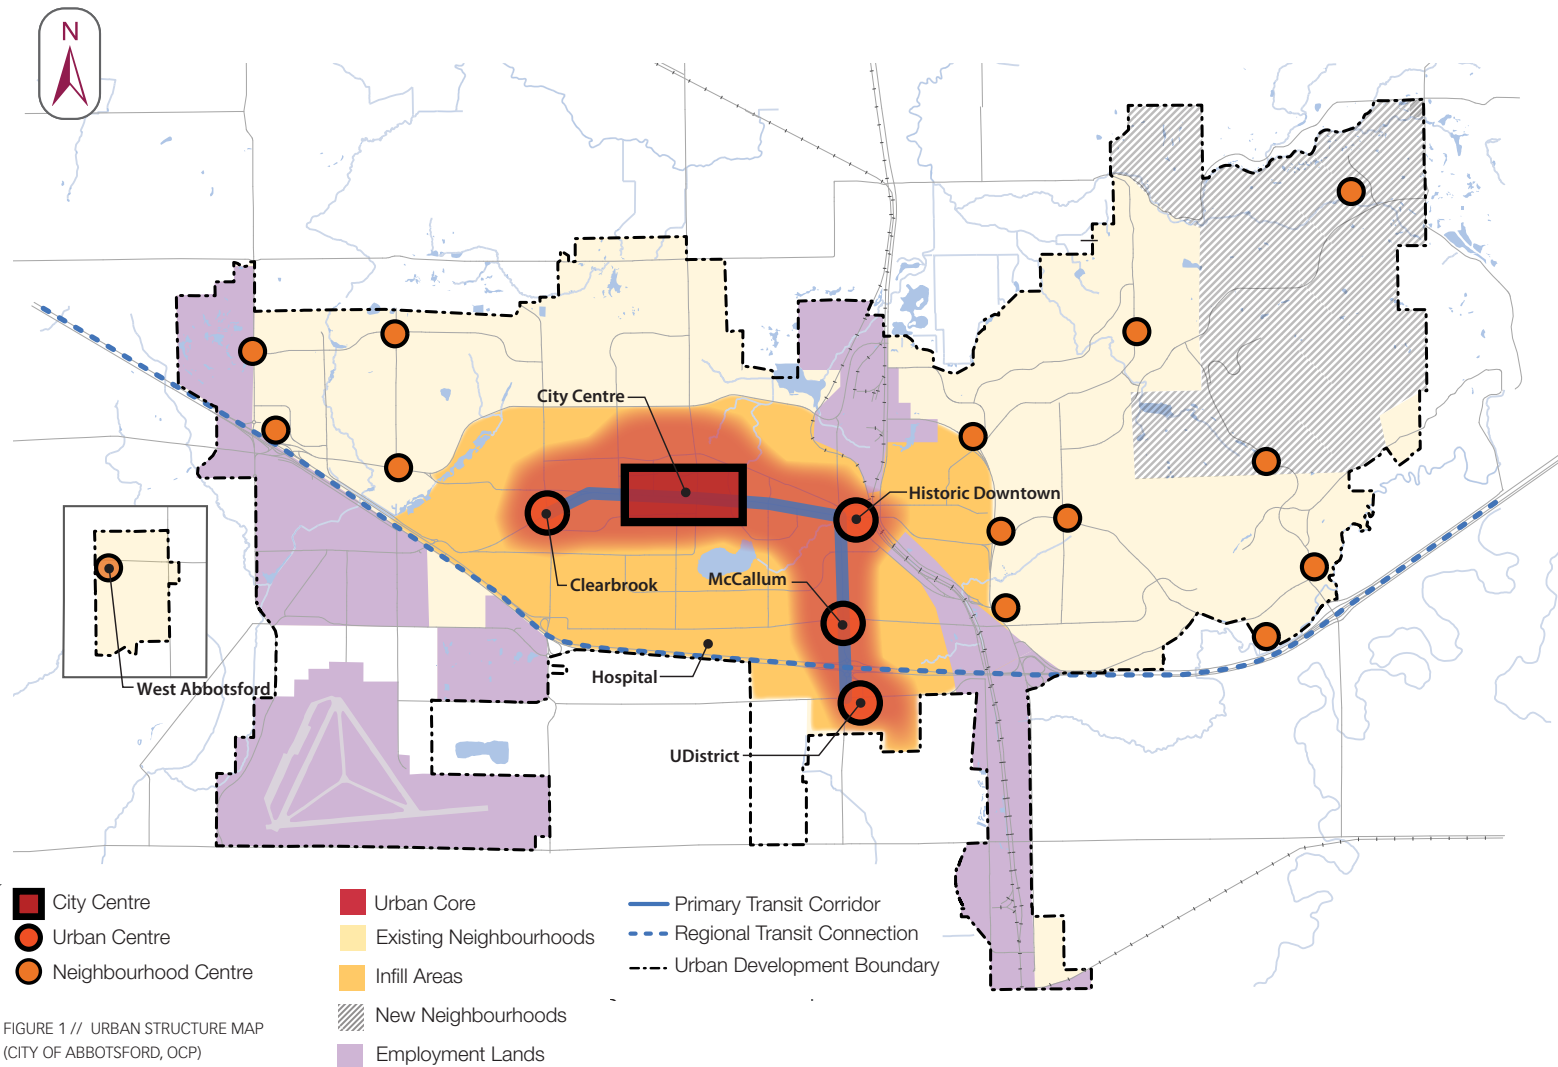 N
City Centre
Historic Downtown
Clearbrook
McCallum
Hospital
West Abbotsford
UDistrict
City Centre
Urban Centre
Neighbourhood Centre
Urban Core
Existing Neighbourhoods
Infill Areas
New Neighbourhoods
Employment Lands
Primary Transit Corridor
Regional Transit Connection
Urban Development Boundary
FIGURE 1 // URBAN STRUCTURE MAP
(CITY OF ABBOTSFORD, OCP)